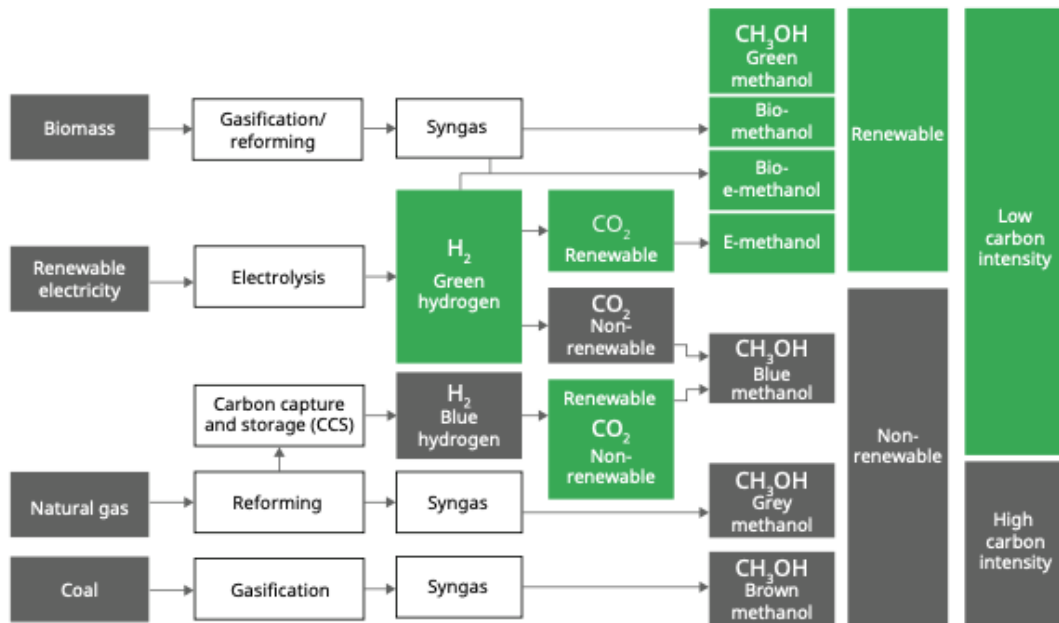 CH₃OH
Green
methanol
Biomass
Gasification/
reforming
Syngas
Bio-
methanol
Renewable
Bio-
e-methanol
Low
carbon
intensity
Renewable
electricity
Electrolysis
H₂
Green
hydrogen
CO₂
Renewable
E-methanol
CO₂
Non-
renewable
CH₃OH
Blue
methanol
Carbon capture
and storage (CCS)
H₂
Blue
hydrogen
Renewable
CO₂
Non-
renewable
Non-
renewable
Natural gas
Reforming
Syngas
CH₃OH
Grey
methanol
High
carbon
intensity
Coal
Gasification
Syngas
CH₃OH
Brown
methanol